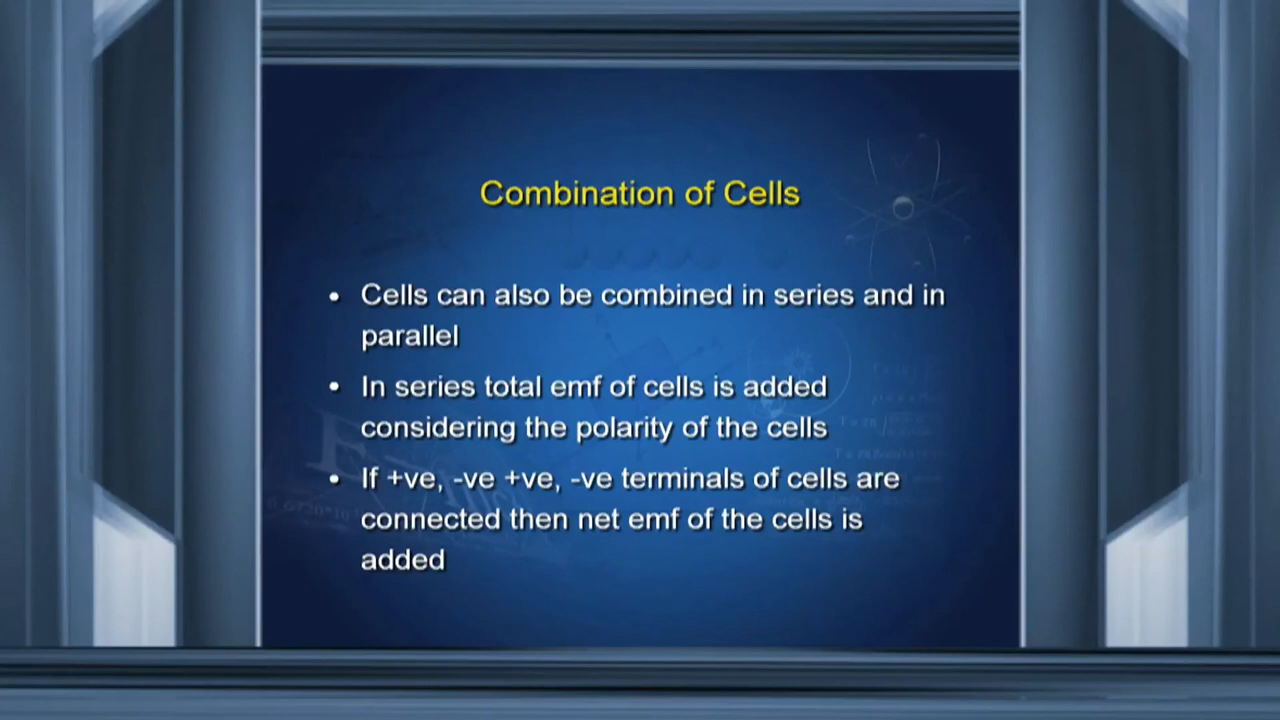 Combination of Cells
• Cells can also be combined in series and in
parallel
• In series total emf of cells is added
considering the polarity of the cells
• If +ve, -ve +ve, -ve terminals of cells are
connected then net emf of the cells is
added